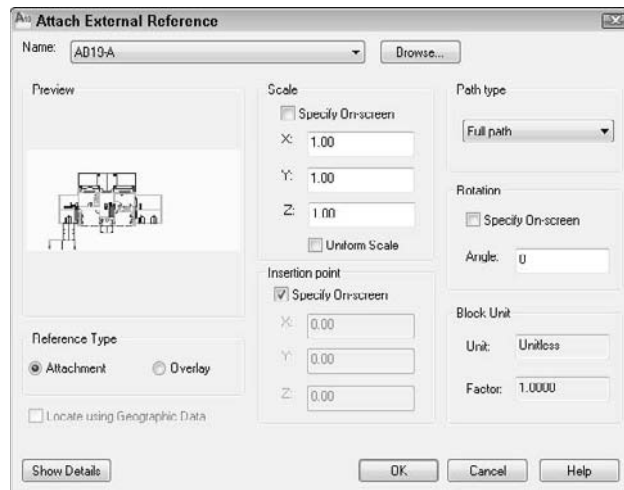 Attach External Reference
Name: AD19-A Browse...
Preview
Scale
Specify On-screen
X: 1.00
Y: 1.00
Z: 1.00
Uniform Scale
Path type
Full path
Rotation
Specify On-screen
Angle: 0
Insertion point
Specify On-screen
X: 0.00
Y: 0.00
Z: 0.00
Block Unit
Unit: Unitless
Factor: 1.0000
Reference Type
Attachment Overlay
Locate using Geographic Data
Show Details OK Cancel Help